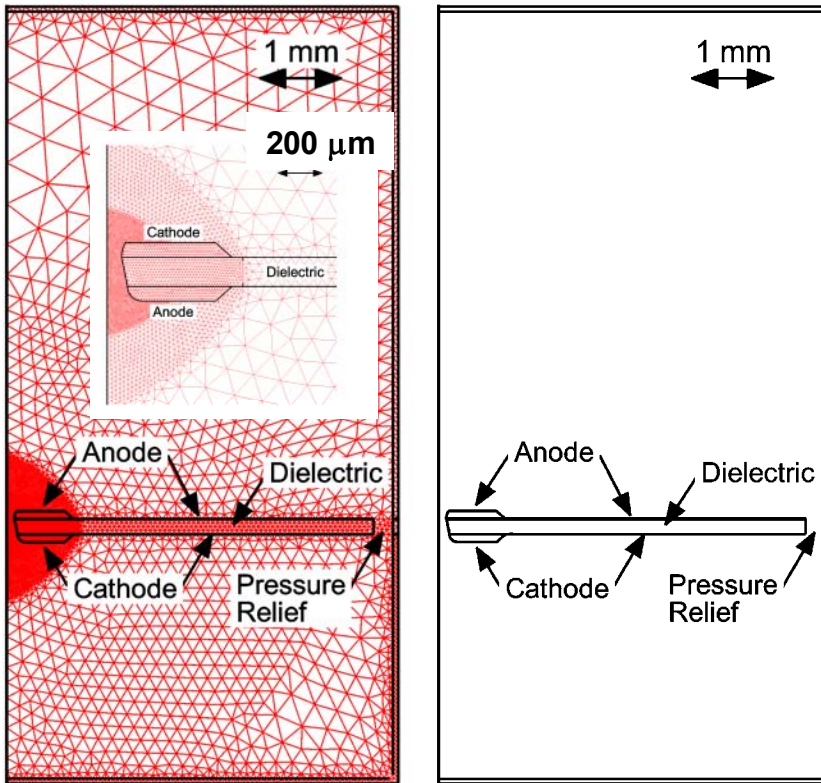 1 mm
200 μm
Cathode
Dielectric
Anode
Anode
Dielectric
Cathode
Pressure
Relief
1 mm
Anode
Dielectric
Cathode
Pressure
Relief